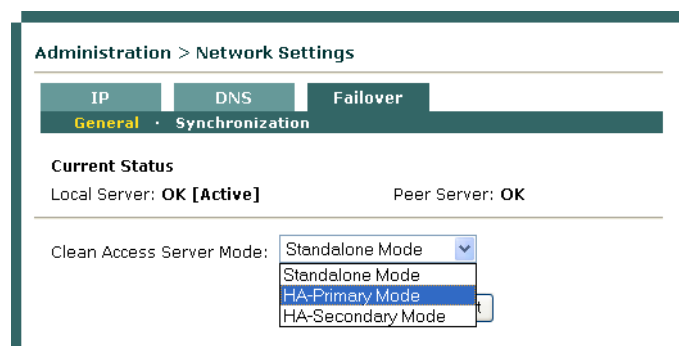 Administration > Network Settings
IP DNS Failover
General · Synchronization
Current Status
Local Server: OK [Active] Peer Server: OK
Clean Access Server Mode: Standalone Mode
Standalone Mode
HA-Primary Mode
HA-Secondary Mode